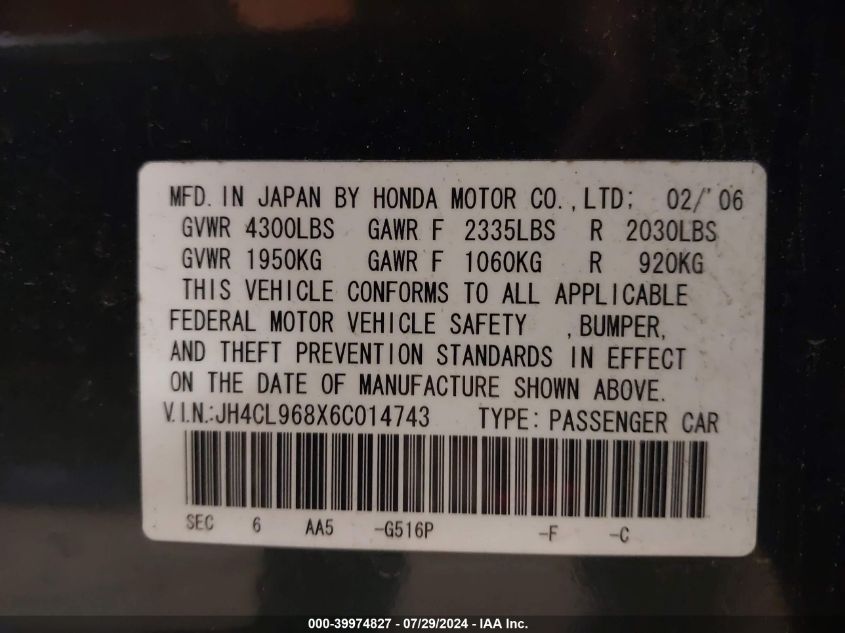 MFD. IN JAPAN BY HONDA MOTOR CO., LTD; 02/'06
GVWR 4300LBS GAWR F 2335LBS R 2030LBS
GVWR 1950KG GAWR F 1060KG R 920KG
THIS VEHICLE CONFORMS TO ALL APPLICABLE
FEDERAL MOTOR VEHICLE SAFETY , BUMPER,
AND THEFT PREVENTION STANDARDS IN EFFECT
ON THE DATE OF MANUFACTURE SHOWN ABOVE.
V.I.N.:JH4CL968X6C014743 TYPE: PASSENGER CAR
SEC 6 AA5 -G516P -F -C
000-39974827 - 07/29/2024 - IAA Inc.